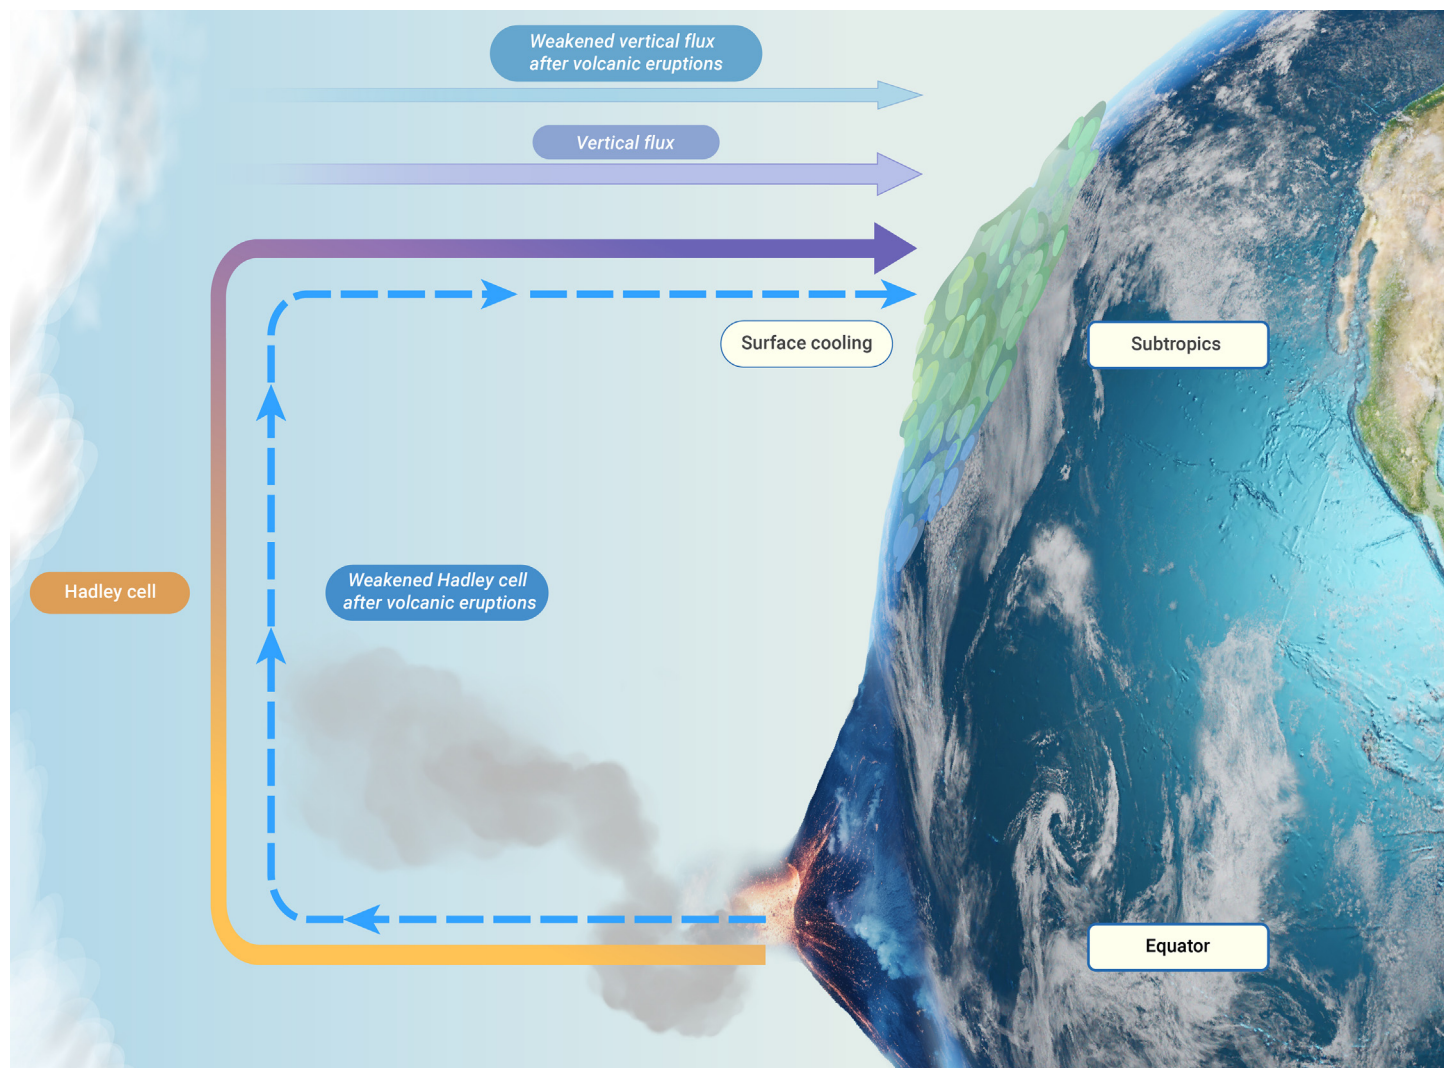 Weakened vertical flux
after volcanic eruptions
Vertical flux
Surface cooling
Subtropics
Hadley cell
Weakened Hadley cell
after volcanic eruptions
Equator